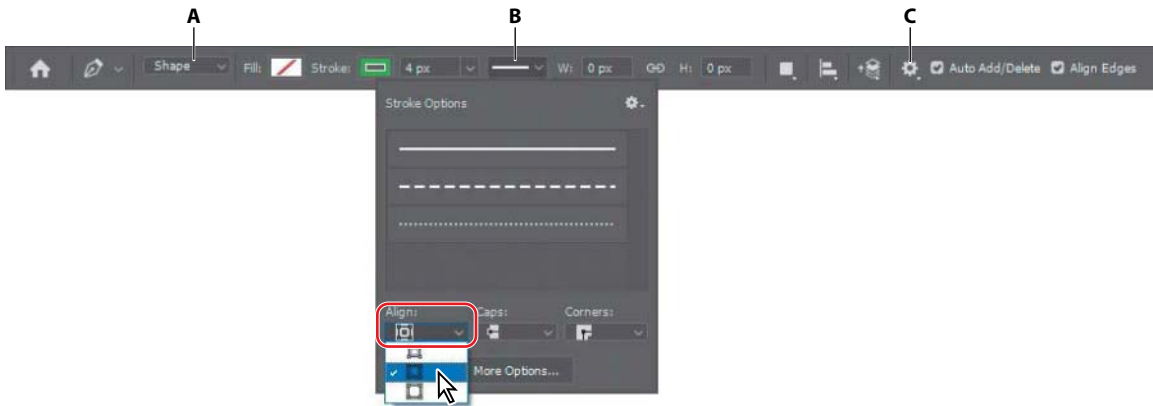 A B C
Shape Fill: Stroke: 4 px W: 0 px H: 0 px Auto Add/Delete Align Edges
Stroke Options
Align: Caps: Corners:
More Options...